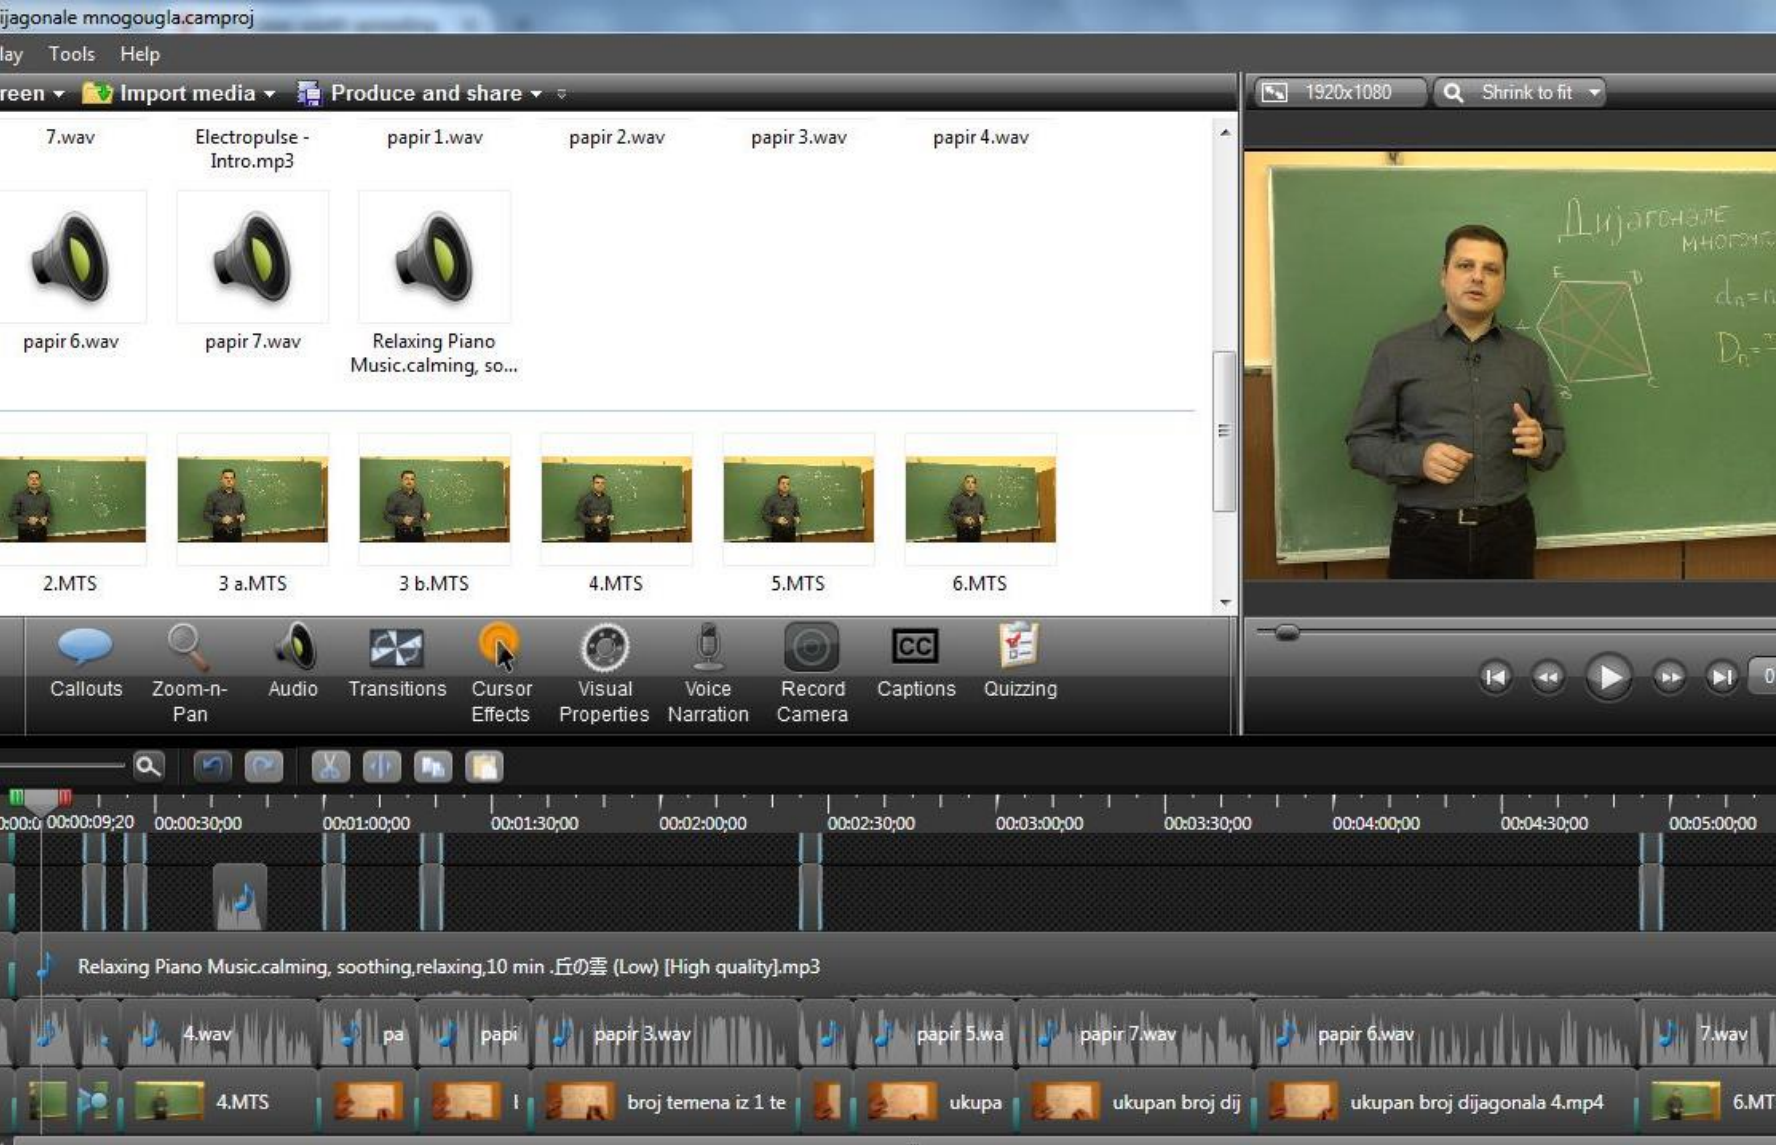 ijagonale mnogougla.camproj
lay Tools Help
reen Import media Produce and share
1920x1080 Shrink to fit
7.wav Electropulse - Intro.mp3 papir 1.wav papir 2.wav papir 3.wav papir 4.wav
papir 6.wav papir 7.wav Relaxing Piano Music.calming, so...
Дијагонале
E D
A
B C
dn=n
Dn=
2.MTS 3 a.MTS 3 b.MTS 4.MTS 5.MTS 6.MTS
Callouts Zoom-n-Pan Audio Transitions Cursor Effects Visual Properties Voice Narration Record Camera CC Captions Quizzing
0
0:00:0 00:00:09;20 00:00:30;00 00:01:00;00 00:01:30;00 00:02:00;00 00:02:30;00 00:03:00;00 00:03:30;00 00:04:00;00 00:04:30;00 00:05:00;00
Relaxing Piano Music.calming, soothing,relaxing,10 min .丘の雲 (Low) [High quality].mp3
4.wav pa papi papir 3.wav papir 5.wa papir 7.wav papir 6.wav 7.wav
4.MTS broj temena iz 1 te ukupa ukupan broj dij ukupan broj dijagonala 4.mp4 6.MT